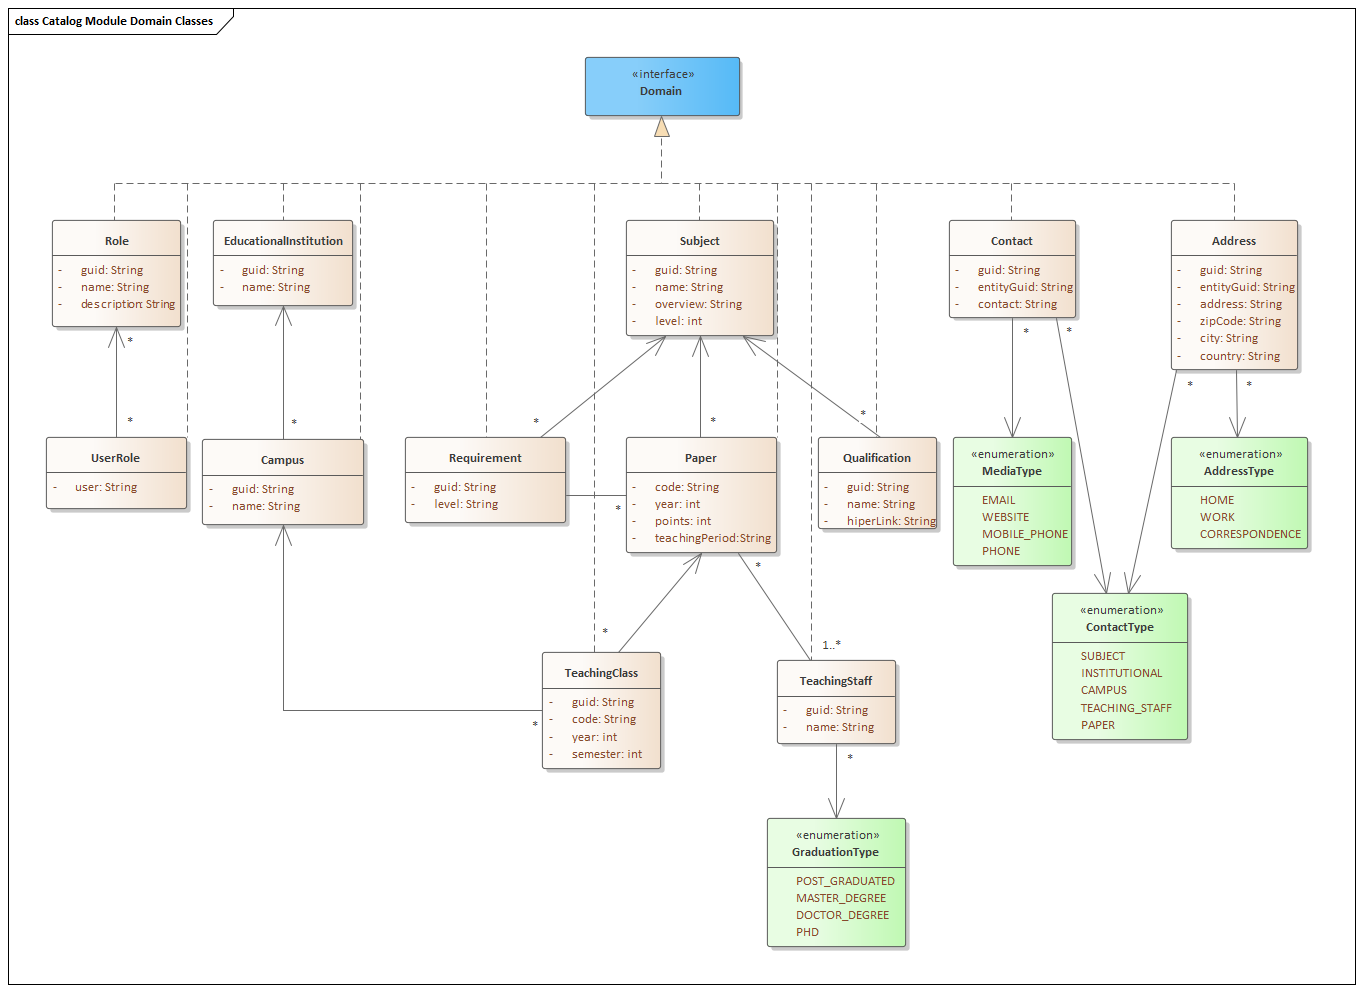 class Catalog Module Domain Classes
«interface»
Domain
Role
- guid: String
- name: String
- description: String
EducationalInstitution
- guid: String
- name: String
Subject
- guid: String
- name: String
- overview: String
- level: int
Contact
- guid: String
- entityGuid: String
- contact: String
Address
- guid: String
- entityGuid: String
- address: String
- zipCode: String
- city: String
- country: String
*
*
*
*
*
*
*
*
*
*
UserRole
- user: String
Campus
- guid: String
- name: String
Requirement
- guid: String
- level: String
*
Paper
- code: String
- year: int
- points: int
- teachingPeriod:String
Qualification
- guid: String
- name: String
- hiperLink: String
«enumeration»
MediaType
EMAIL
WEBSITE
MOBILE_PHONE
PHONE
«enumeration»
AddressType
HOME
WORK
CORRESPONDENCE
*
*
1..*
«enumeration»
ContactType
SUBJECT
INSTITUTIONAL
CAMPUS
TEACHING_STAFF
PAPER
*
TeachingClass
- guid: String
- code: String
- year: int
- semester: int
TeachingStaff
- guid: String
- name: String
*
«enumeration»
GraduationType
POST_GRADUATED
MASTER_DEGREE
DOCTOR_DEGREE
PHD